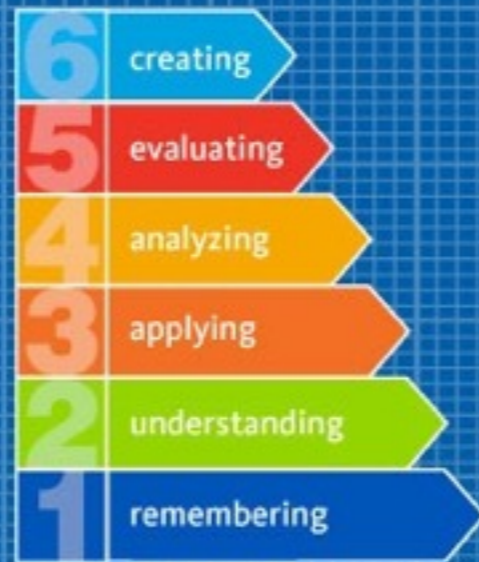 6 creating
5 evaluating
4 analyzing
3 applying
2 understanding
1 remembering